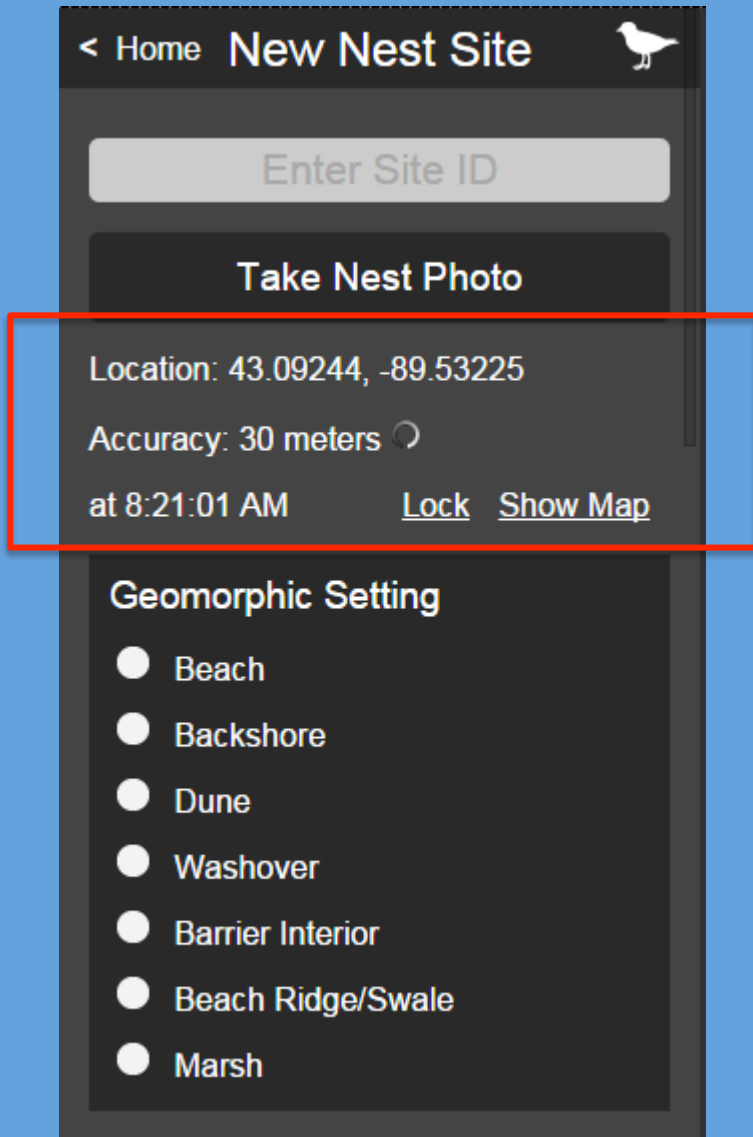 < Home New Nest Site
Enter Site ID
Take Nest Photo
Location: 43.09244, -89.53225
Accuracy: 30 meters
at 8:21:01 AM Lock Show Map
Geomorphic Setting
Beach
Backshore
Dune
Washover
Barrier Interior
Beach Ridge/Swale
Marsh